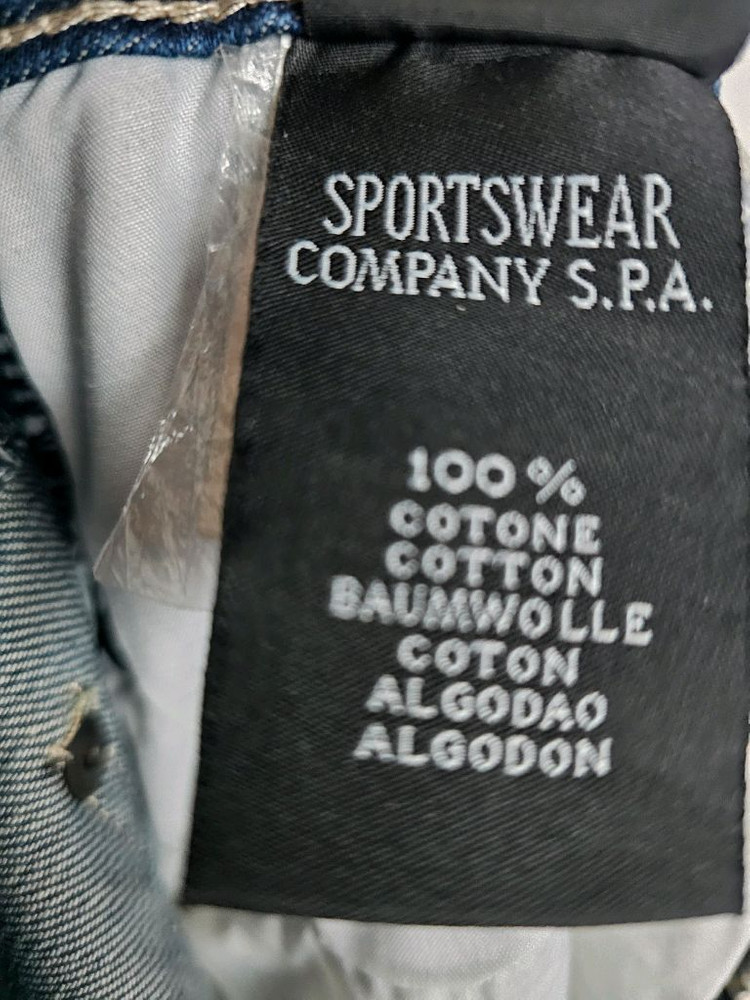 SPORTSWEAR
COMPANY S.P.A.
100 %
COTONE
COTTON
BAUMWOLLE
COTON
ALGODAO
ALGODON